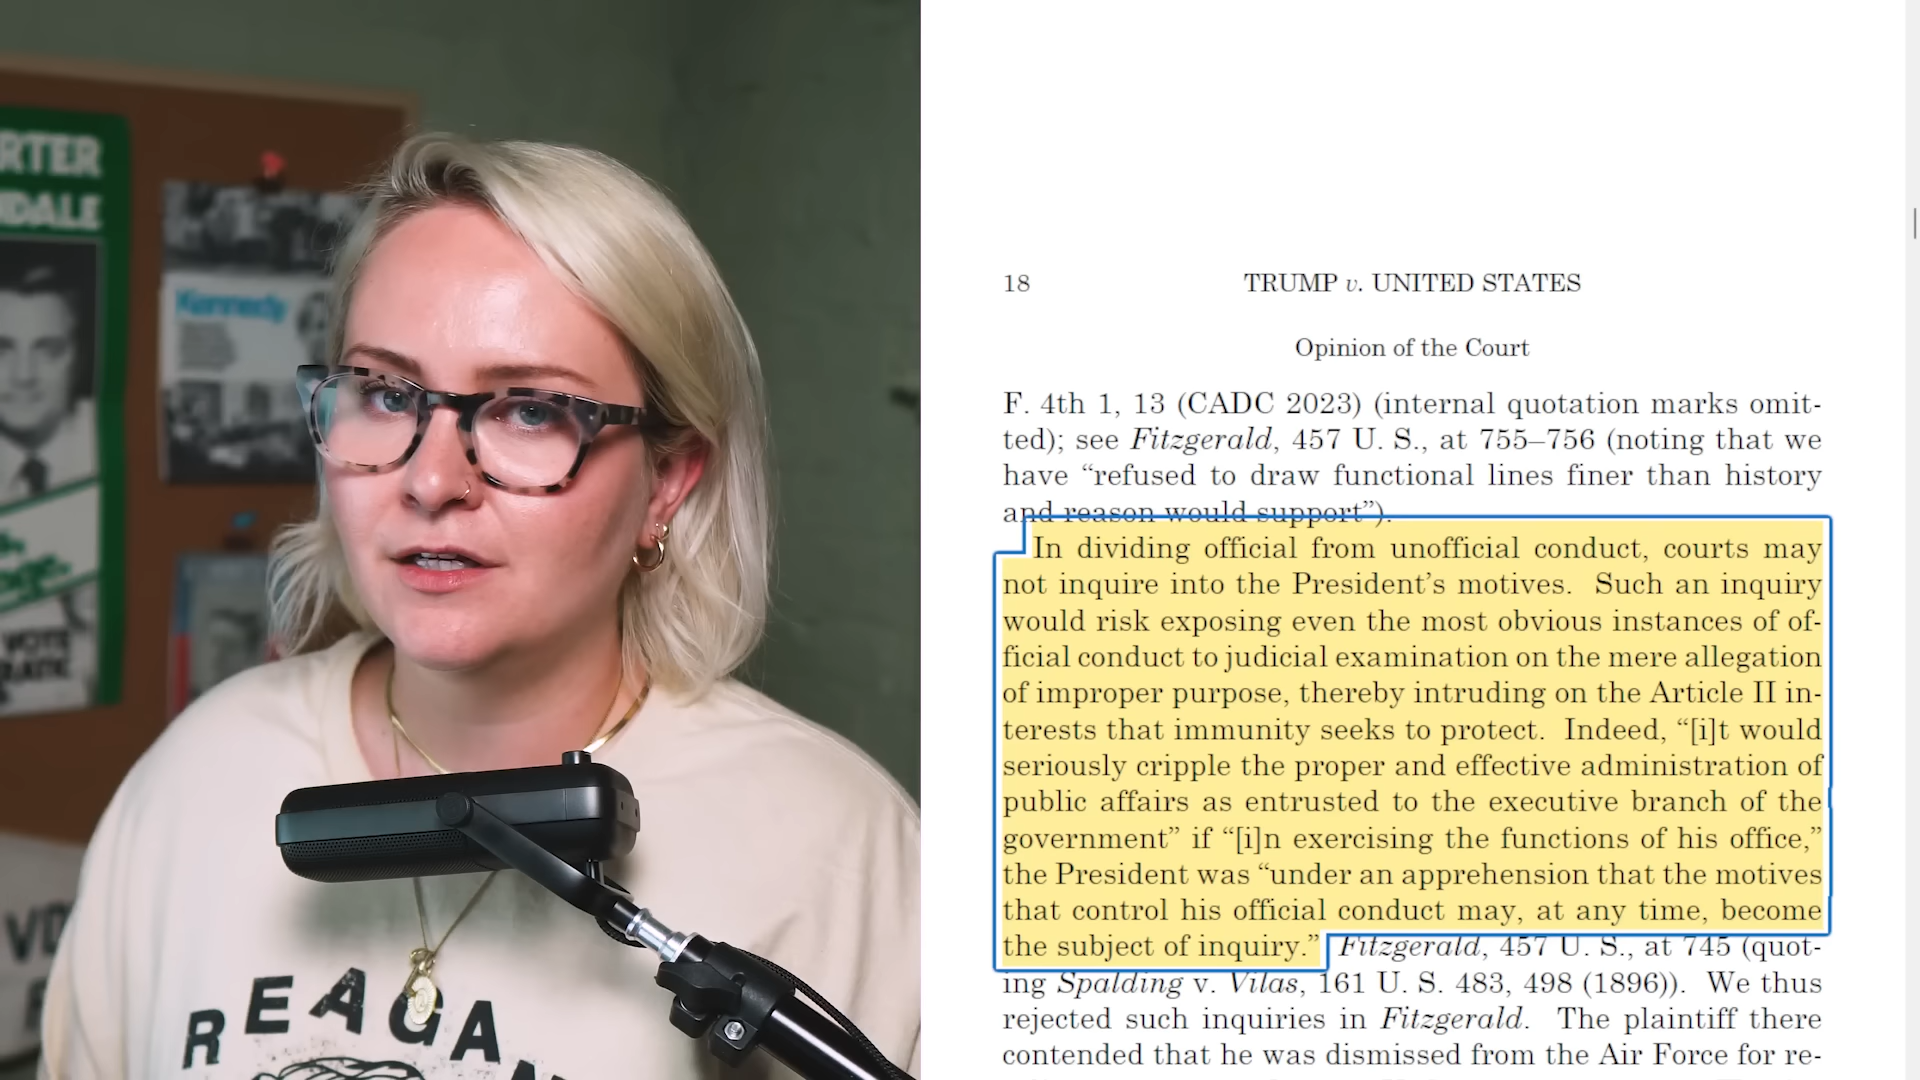 RTER
NDALE
Kennedy
VOTE
REAGAN
18 TRUMP v. UNITED STATES
Opinion of the Court
F. 4th 1, 13 (CADC 2023) (internal quotation marks omit-
ted); see Fitzgerald, 457 U. S., at 755–756 (noting that we
have “refused to draw functional lines finer than history
and reason would support”).
In dividing official from unofficial conduct, courts may
not inquire into the President’s motives. Such an inquiry
would risk exposing even the most obvious instances of of-
ficial conduct to judicial examination on the mere allegation
of improper purpose, thereby intruding on the Article II in-
terests that immunity seeks to protect. Indeed, “[i]t would
seriously cripple the proper and effective administration of
public affairs as entrusted to the executive branch of the
government” if “[i]n exercising the functions of his office,”
the President was “under an apprehension that the motives
that control his official conduct may, at any time, become
the subject of inquiry.” Fitzgerald, 457 U. S., at 745 (quot-
ing Spalding v. Vilas, 161 U. S. 483, 498 (1896)). We thus
rejected such inquiries in Fitzgerald. The plaintiff there
contended that he was dismissed from the Air Force for re-